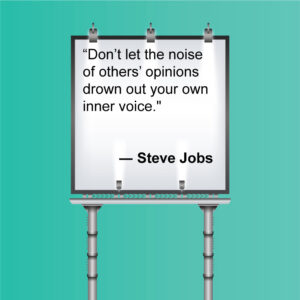 “Don’t let the noise
of others’ opinions
drown out your own
inner voice."
— Steve Jobs